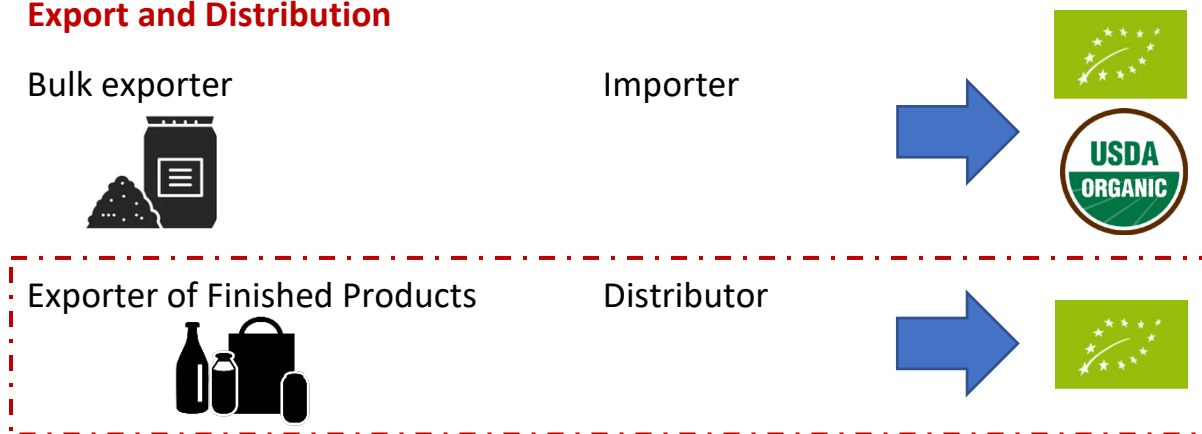 Export and Distribution
Bulk exporter
Importer
USDA
ORGANIC
Exporter of Finished Products
Distributor